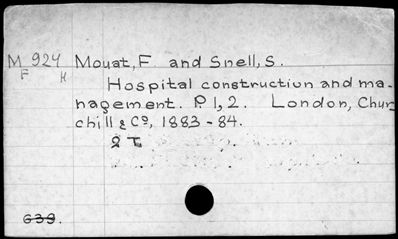 M 924 Mouat, F. and Snell, S.
F H
Hospital construction and ma-
nagement. P. 1, 2. London, Chur
chill & Co, 1883-84.
2 T
639.